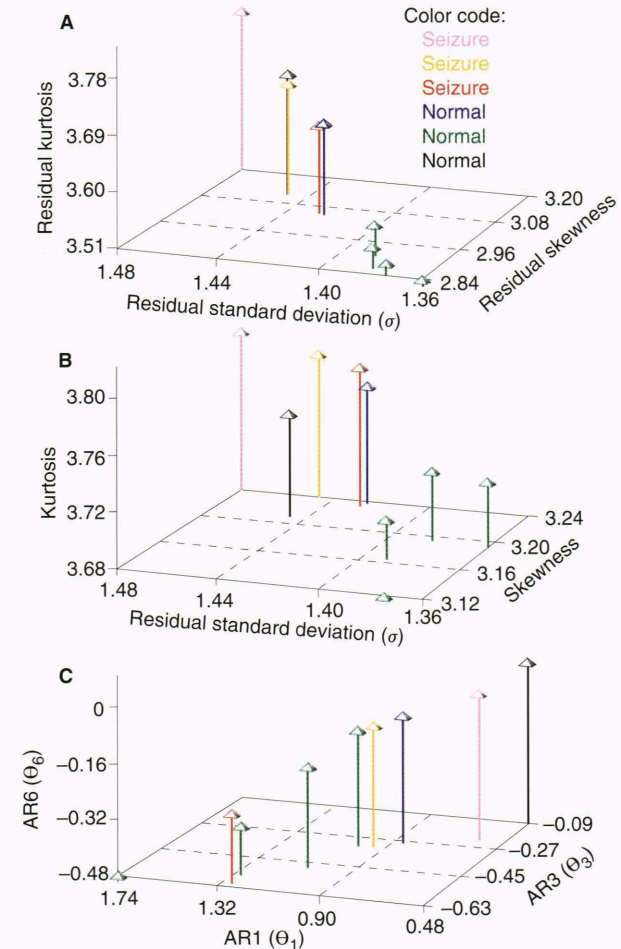 A
Color code:
Seizure
Seizure
Seizure
Normal
Normal
Normal
Residual kurtosis
3.78
3.69
3.60
3.51
1.48
1.44
1.40
1.36
Residual standard deviation (σ)
3.20
3.08
2.96
2.84
Residual skewness
B
Kurtosis
3.80
3.76
3.72
3.68
1.48
1.44
1.40
1.36
Residual standard deviation (σ)
3.24
3.20
3.16
3.12
Skewness
C
AR6 (Θ6)
0
−0.16
−0.32
−0.48
1.74
1.32
0.90
0.48
AR1 (Θ1)
−0.09
−0.27
−0.45
−0.63
AR3 (Θ3)